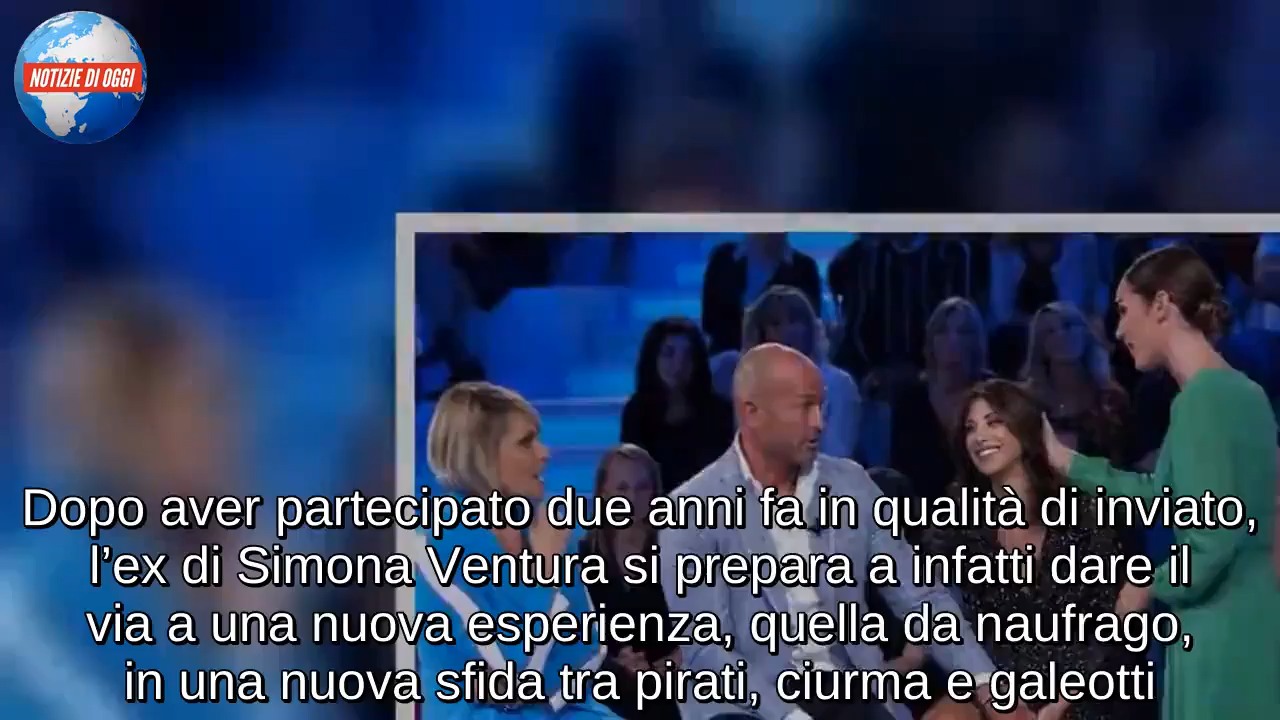 NOTIZIE DI OGGI
Dopo aver partecipato due anni fa in qualità di inviato,
l’ex di Simona Ventura si prepara a infatti dare il
via a una nuova esperienza, quella da naufrago,
in una nuova sfida tra pirati, ciurma e galeotti